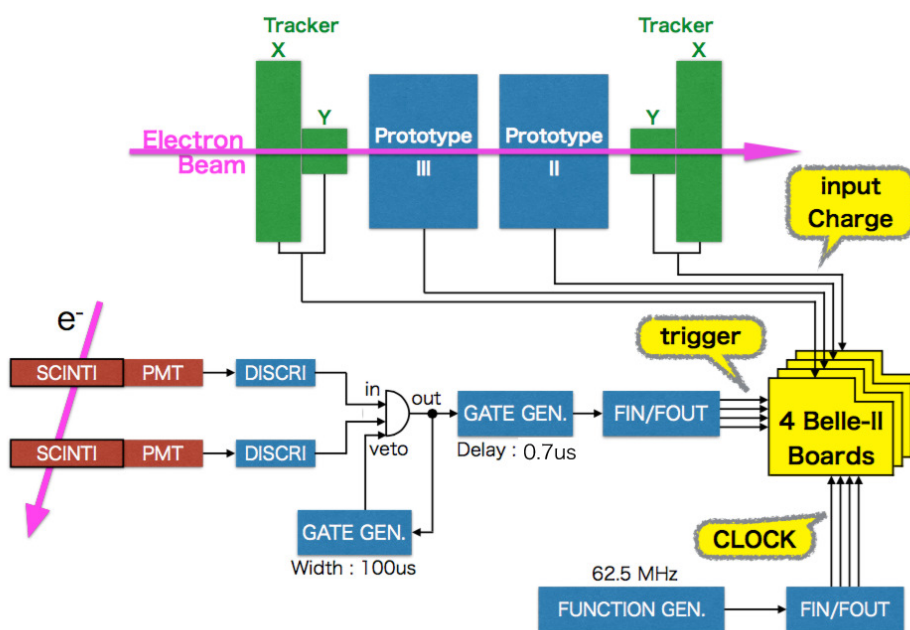 Tracker
X
Tracker
X
Y
Y
Electron
Beam
Prototype
III
Prototype
II
input
Charge
e-
trigger
SCINTI
PMT
DISCRI
in
out
GATE GEN.
FIN/FOUT
4 Belle-II
Boards
SCINTI
PMT
DISCRI
veto
Delay : 0.7us
GATE GEN.
Width : 100us
CLOCK
62.5 MHz
FUNCTION GEN.
FIN/FOUT